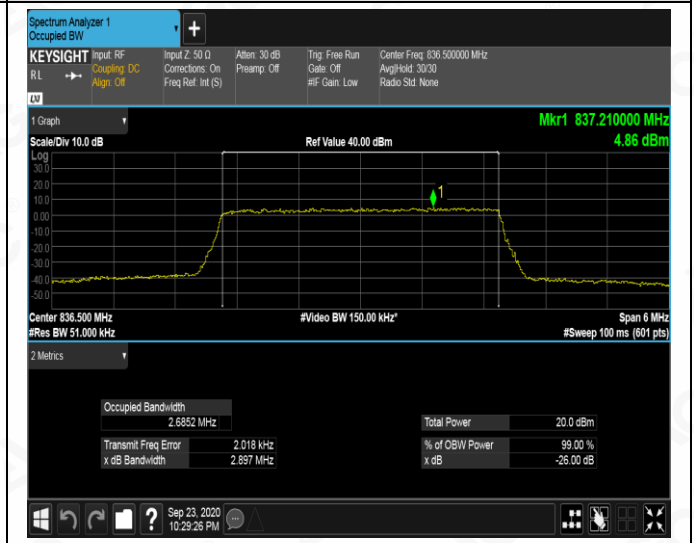 Spectrum Analyzer 1
Occupied BW
+
KEYSIGHT
RL
LXI
Input: RF
Coupling: DC
Align: Off
Input Z: 50 Ω
Corrections: On
Freq Ref: Int (S)
Atten: 30 dB
Preamp: Off
Trig: Free Run
Gate: Off
#IF Gain: Low
Center Freq: 836.500000 MHz
Avg|Hold: 30/30
Radio Std: None
1 Graph
Mkr1 837.210000 MHz
Scale/Div 10.0 dB
Ref Value 40.00 dBm
4.86 dBm
Log
30.0
20.0
10.0
0.00
-10.0
-20.0
-30.0
-40.0
-50.0
1
Center 836.500 MHz
#Video BW 150.00 kHz*
Span 6 MHz
#Res BW 51.000 kHz
#Sweep 100 ms (601 pts)
2 Metrics
Occupied Bandwidth
2.6852 MHz
Total Power 20.0 dBm
Transmit Freq Error 2.018 kHz
% of OBW Power 99.00 %
x dB Bandwidth 2.897 MHz
x dB -26.00 dB
?
Sep 23, 2020
10:29:26 PM